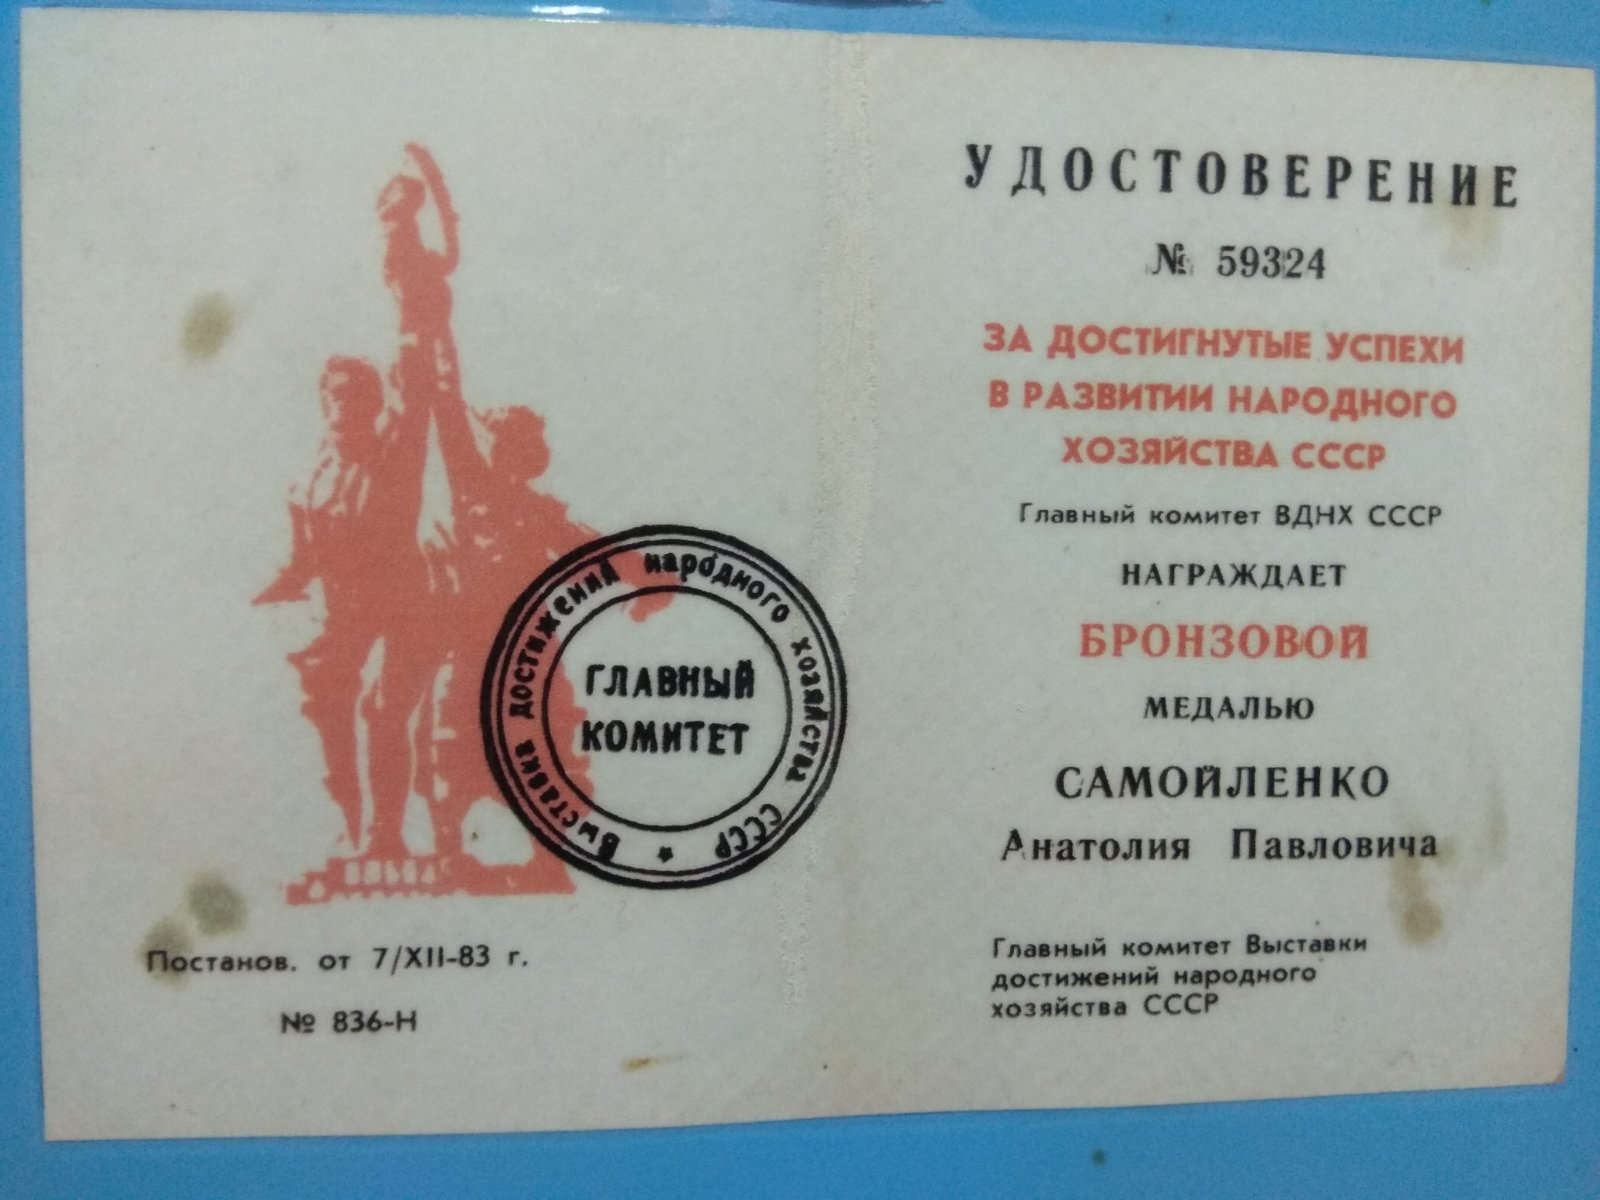 Выставка достижений народного хозяйства СССР
ГЛАВНЫЙ
КОМИТЕТ
Постанов. от 7/XII-83 г.
№ 836-Н
УДОСТОВЕРЕНИЕ
№ 59324
ЗА ДОСТИГНУТЫЕ УСПЕХИ
В РАЗВИТИИ НАРОДНОГО
ХОЗЯЙСТВА СССР
Главный комитет ВДНХ СССР
НАГРАЖДАЕТ
БРОНЗОВОЙ
МЕДАЛЬЮ
САМОЙЛЕНКО
Анатолия Павловича
Главный комитет Выставки
достижений народного
хозяйства СССР